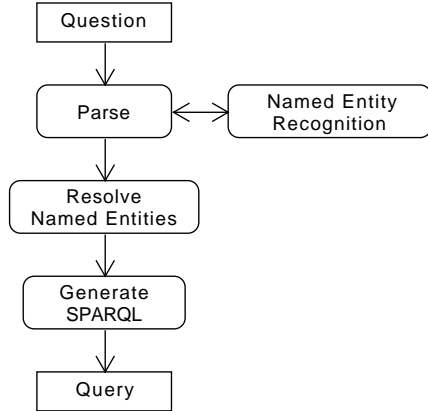 Question
Parse
Named Entity
Recognition
Resolve
Named Entities
Generate
SPARQL
Query